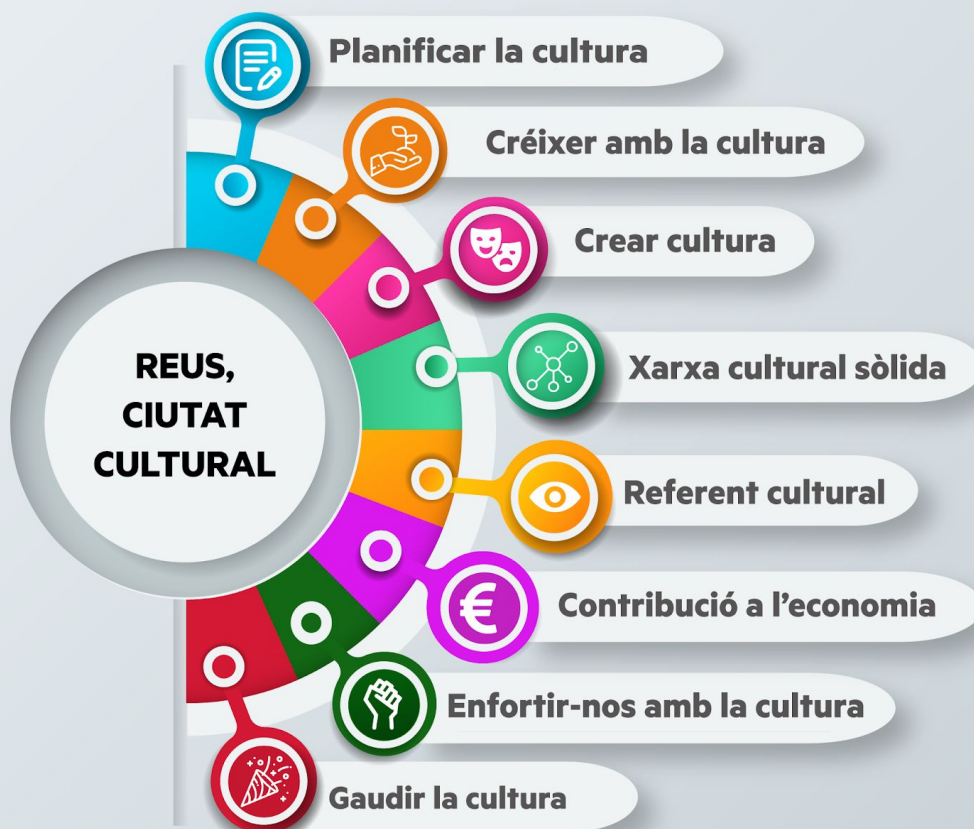 Planificar la cultura
Créixer amb la cultura
Crear cultura
REUS,
CIUTAT
CULTURAL
Xarxa cultural sòlida
Referent cultural
€
Contribució a l’economia
Enfortir-nos amb la cultura
Gaudir la cultura